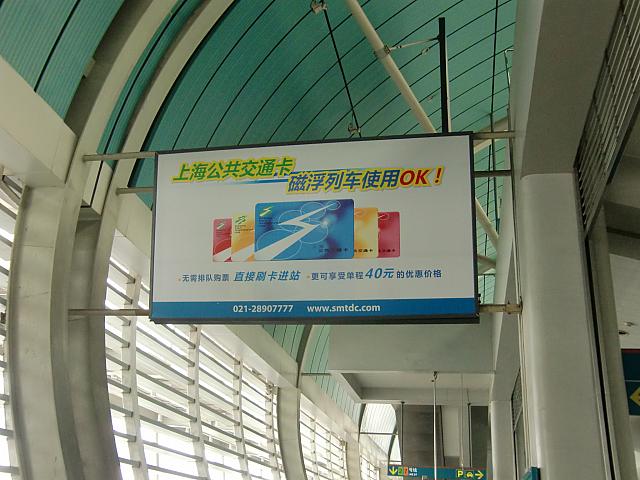 上海公共交通卡
磁浮列车使用OK！
·无需排队购票 直接刷卡进站 ·更可享受单程40元的优惠价格
021-28907777 www.smtdc.com
P